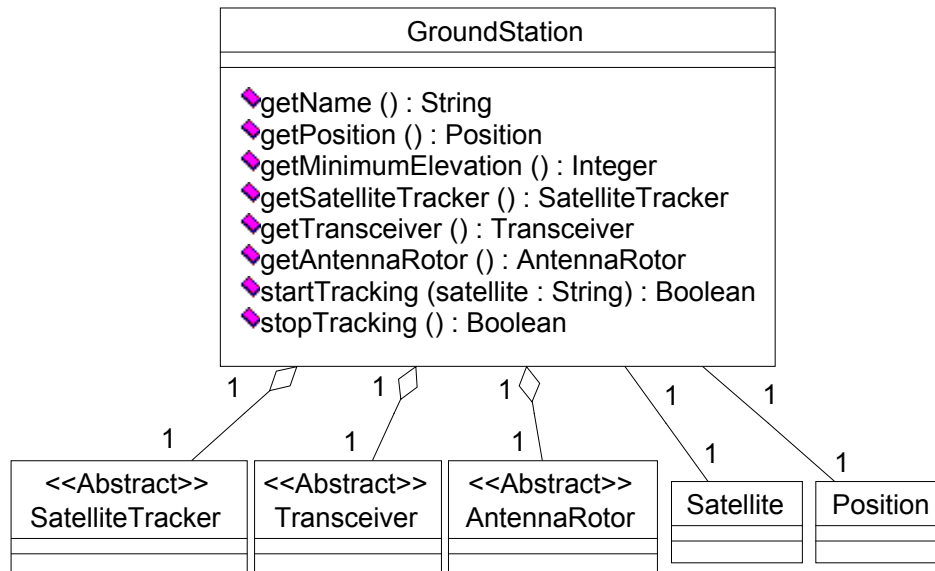 GroundStation
getName () : String
getPosition () : Position
getMinimumElevation () : Integer
getSatelliteTracker () : SatelliteTracker
getTransceiver () : Transceiver
getAntennaRotor () : AntennaRotor
startTracking (satellite : String) : Boolean
stopTracking () : Boolean
1 1 1 1 1
1 1 1 1 1
<<Abstract>>
SatelliteTracker
<<Abstract>>
Transceiver
<<Abstract>>
AntennaRotor
Satellite
Position